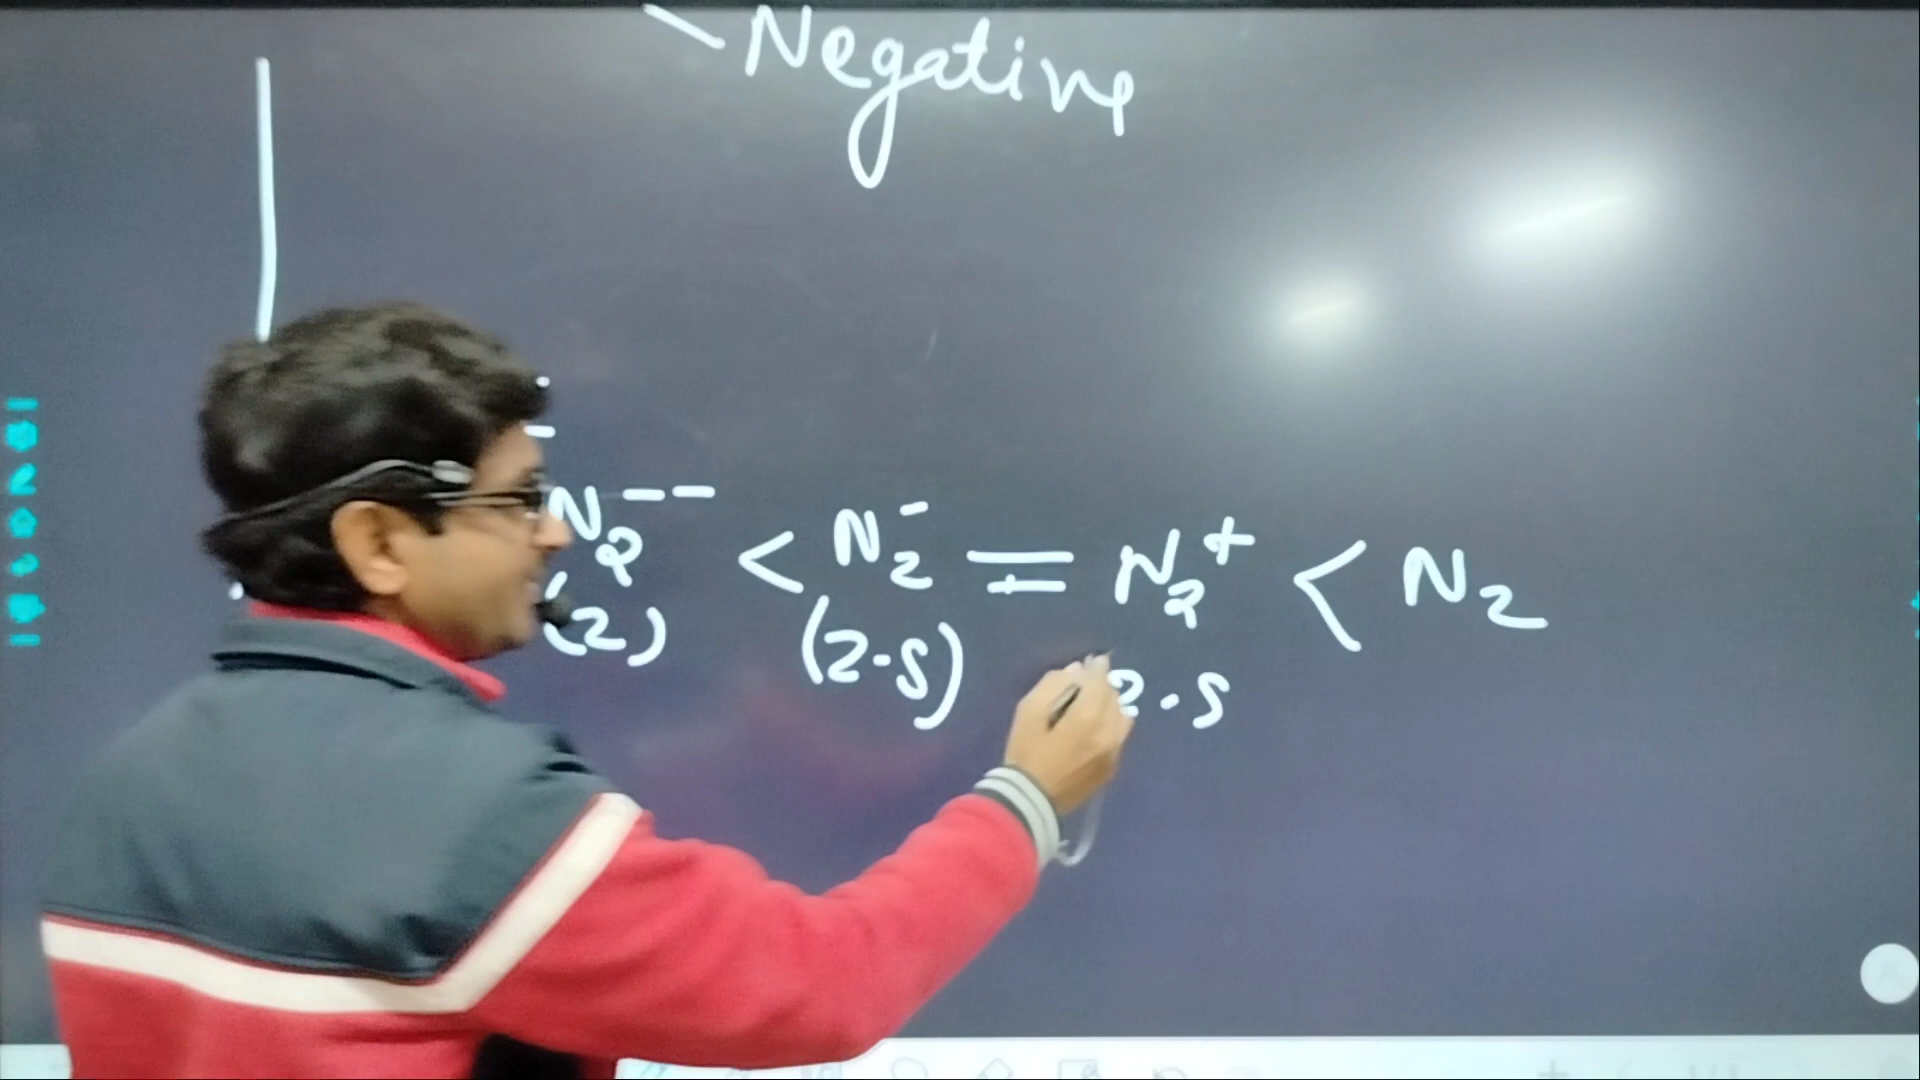 Negative
N2-- < N2- = N2+ < N2
(2) (2.5) 2.5